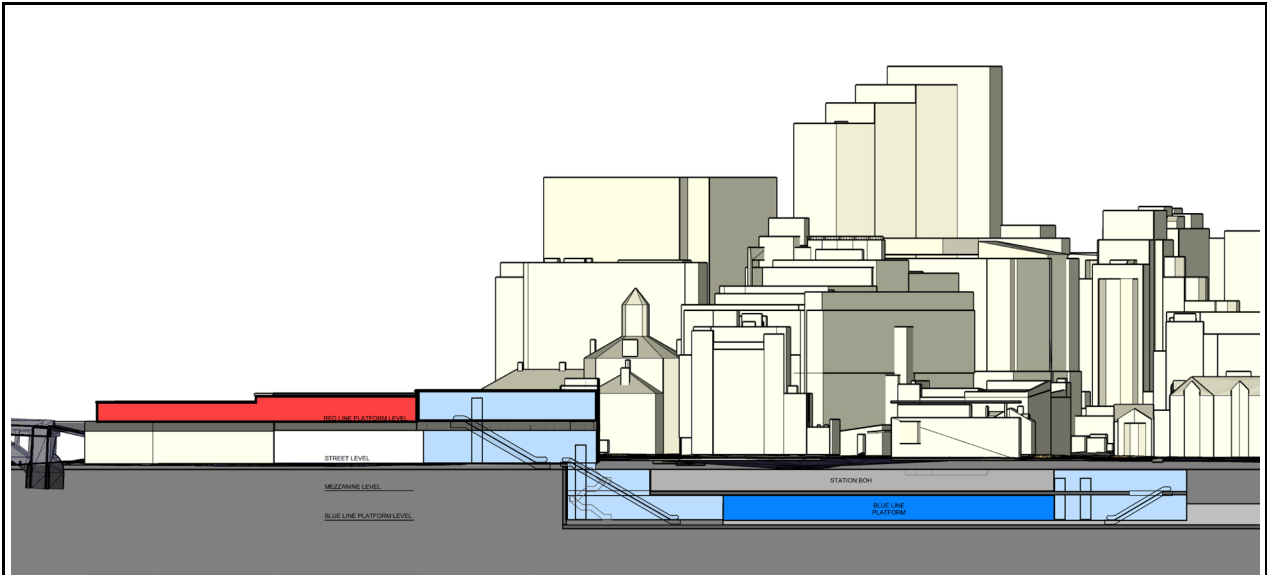 RED LINE PLATFORM LEVEL
STREET LEVEL
MEZZANINE LEVEL
BLUE LINE PLATFORM LEVEL
STATION BOH
BLUE LINE
PLATFORM